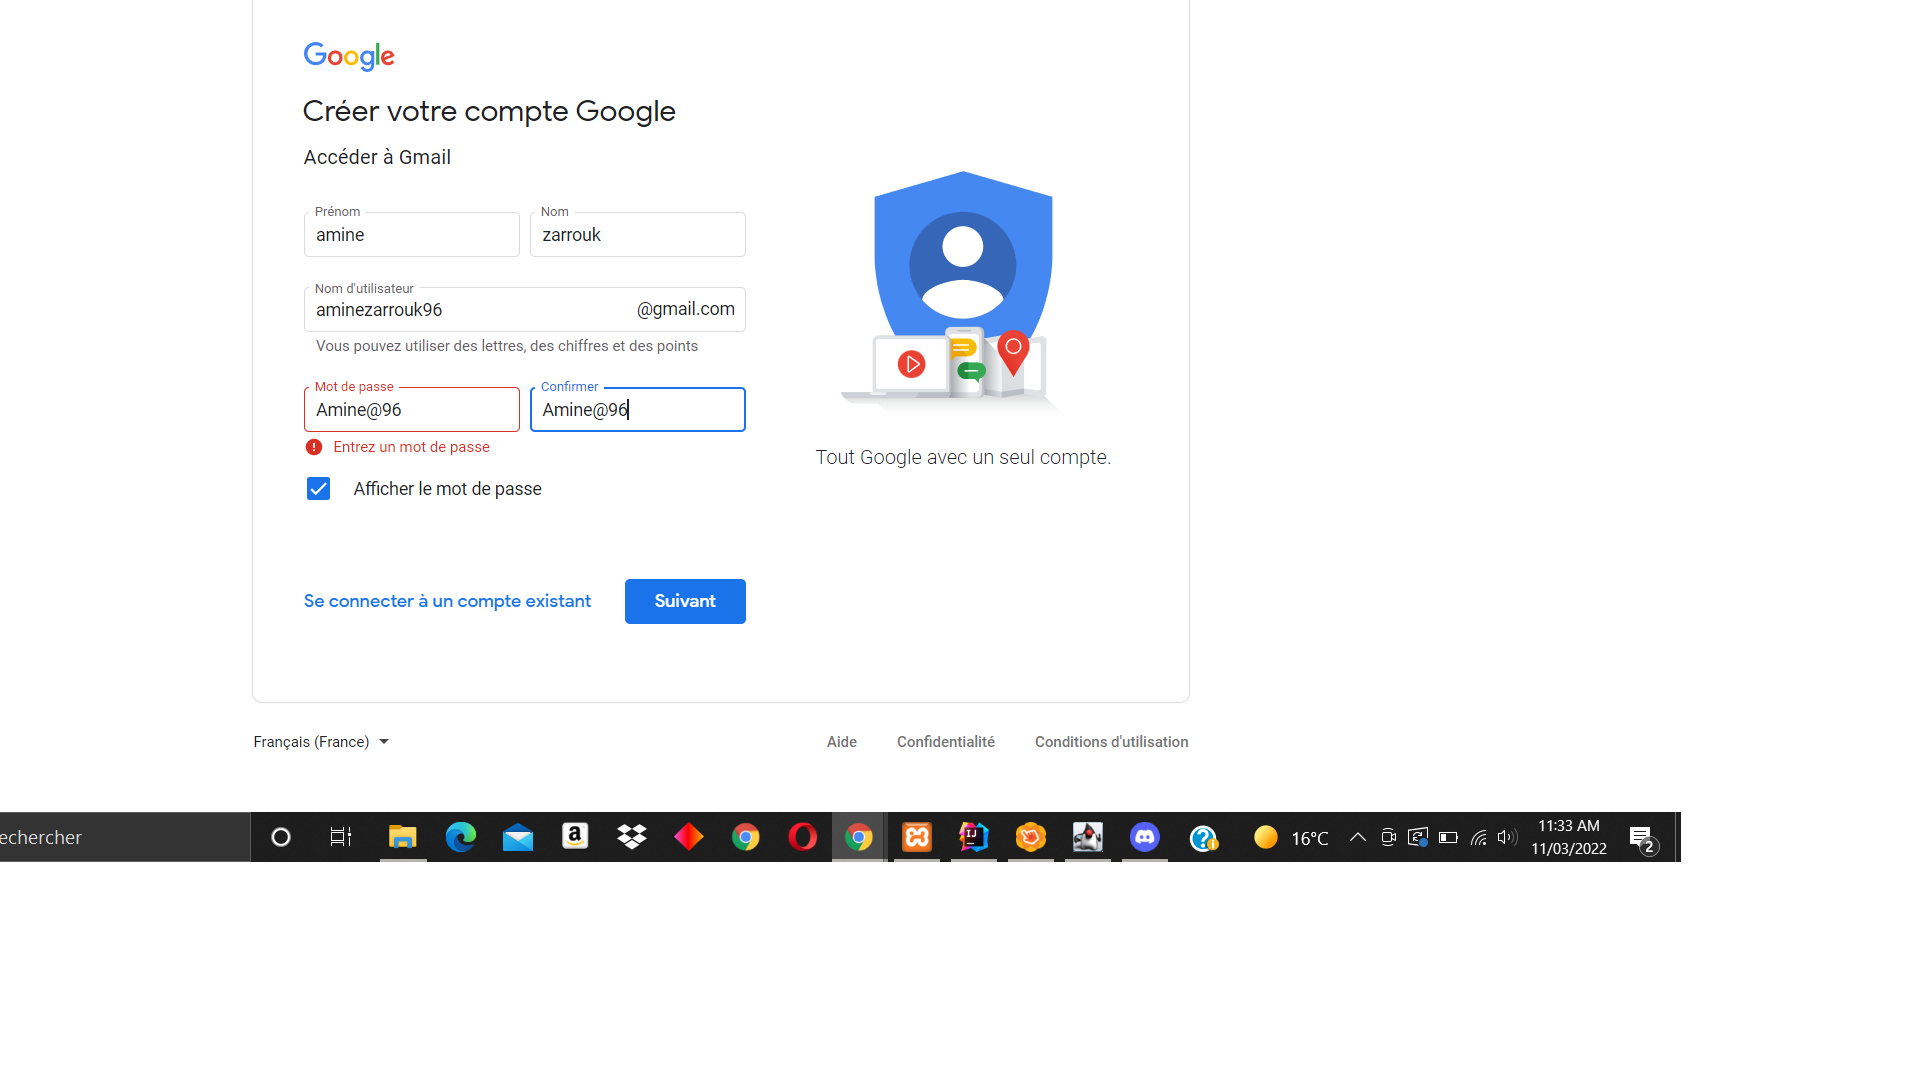 Google
Créer votre compte Google
Accéder à Gmail
Prénom
amine
Nom
zarrouk
Nom d'utilisateur
aminezarrouk96
@gmail.com
Vous pouvez utiliser des lettres, des chiffres et des points
Mot de passe
Amine@96
Confirmer
Amine@96
Entrez un mot de passe
Afficher le mot de passe
Se connecter à un compte existant
Suivant
Tout Google avec un seul compte.
Français (France)
Aide
Confidentialité
Conditions d'utilisation
echercher
a
IJ
16°C
11:33 AM
11/03/2022
2